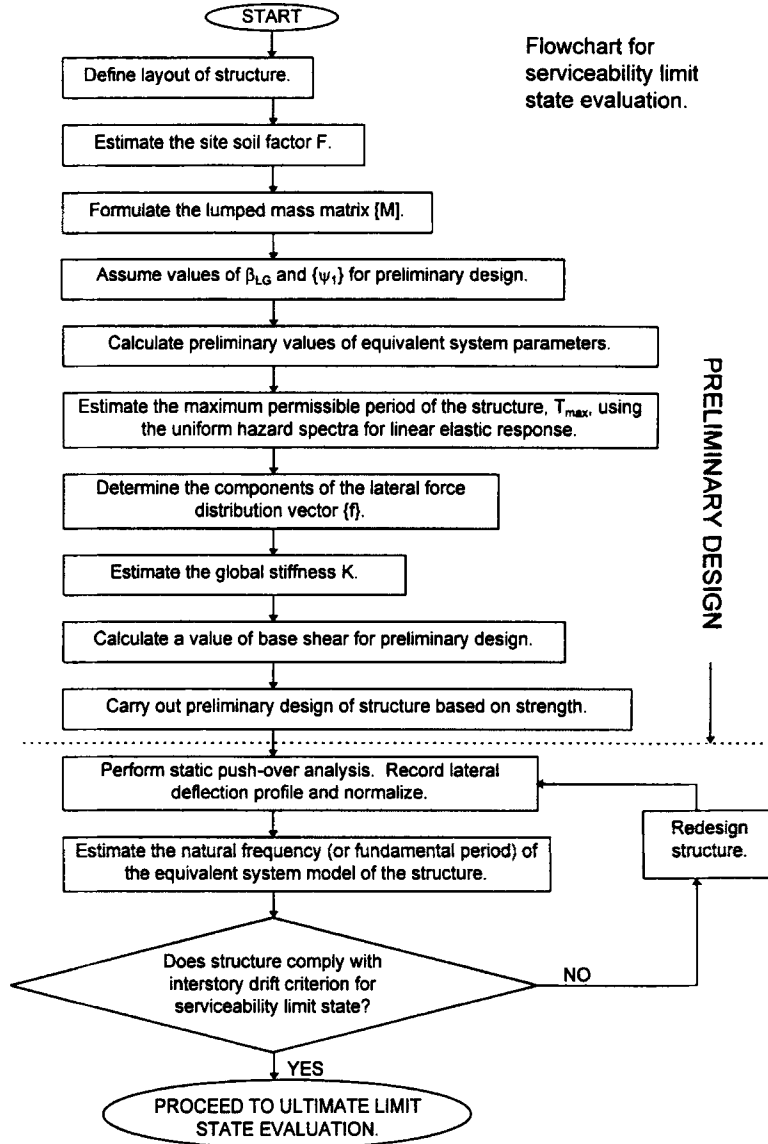 START
Flowchart for
serviceability limit
state evaluation.
Define layout of structure.
Estimate the site soil factor F.
Formulate the lumped mass matrix [M].
Assume values of β_LG and {ψ₁} for preliminary design.
Calculate preliminary values of equivalent system parameters.
Estimate the maximum permissible period of the structure, T_max, using
the uniform hazard spectra for linear elastic response.
Determine the components of the lateral force
distribution vector {f}.
Estimate the global stiffness K.
Calculate a value of base shear for preliminary design.
Carry out preliminary design of structure based on strength.
PRELIMINARY DESIGN
Perform static push-over analysis. Record lateral
deflection profile and normalize.
Redesign
structure.
Estimate the natural frequency (or fundamental period) of
the equivalent system model of the structure.
Does structure comply with
interstory drift criterion for
serviceability limit state?
NO
YES
PROCEED TO ULTIMATE LIMIT
STATE EVALUATION.